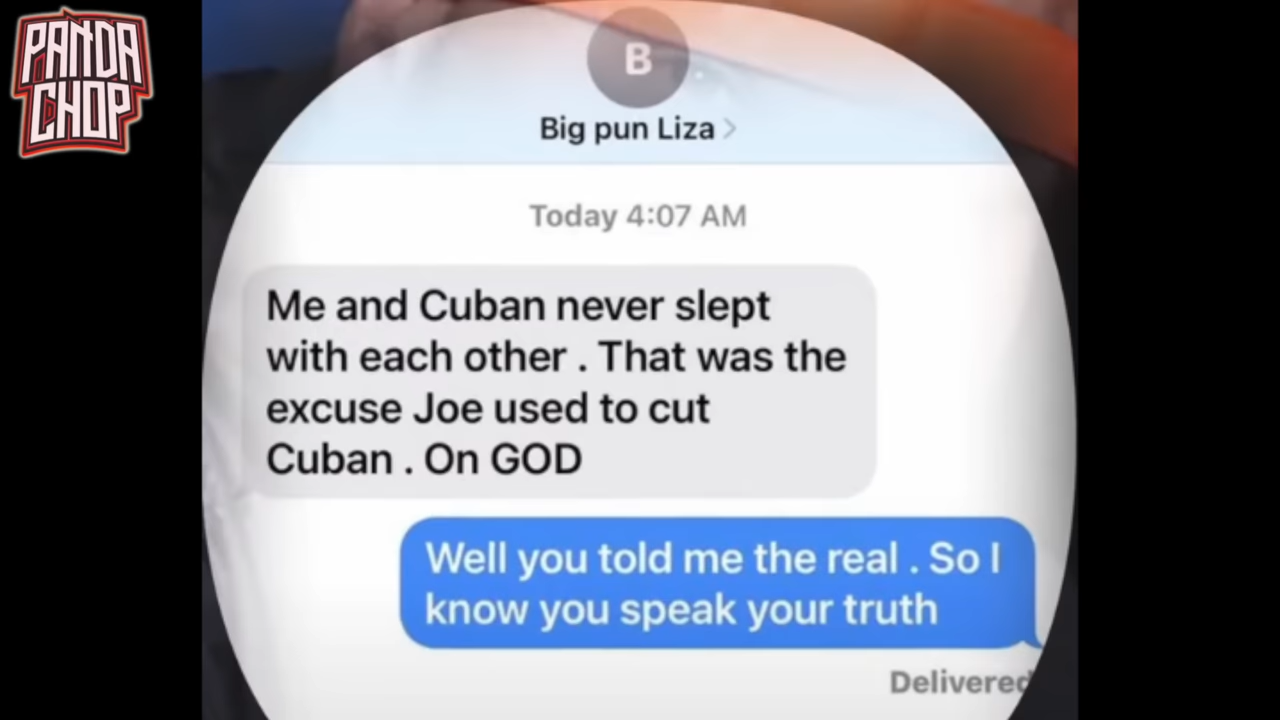 PANDA
CHOP
B
Big pun Liza
Today 4:07 AM
Me and Cuban never slept
with each other . That was the
excuse Joe used to cut
Cuban . On GOD
Well you told me the real . So I
know you speak your truth
Delivered